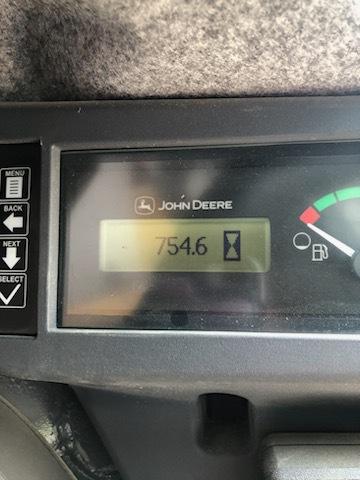 MENU
BACK
NEXT
SELECT
JOHN DEERE
754.6